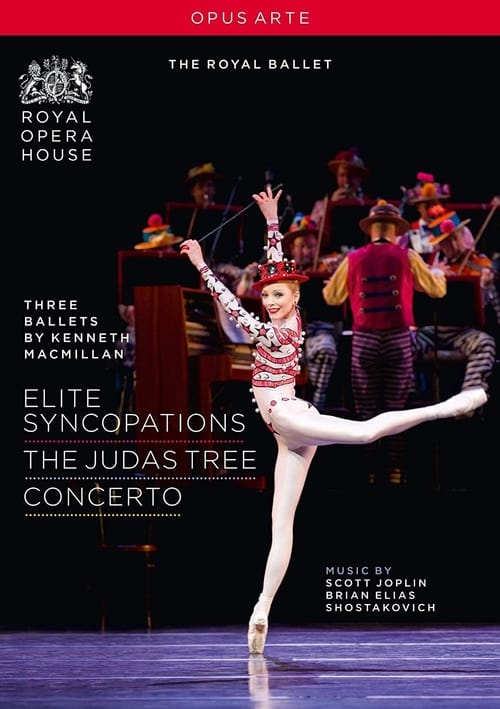 OPUS ARTE
THE ROYAL BALLET
ROYAL
OPERA
HOUSE
THREE
BALLETS
BY KENNETH
MACMILLAN
ELITE
SYNCOPATIONS
THE JUDAS TREE
CONCERTO
MUSIC BY
SCOTT JOPLIN
BRIAN ELIAS
SHOSTAKOVICH